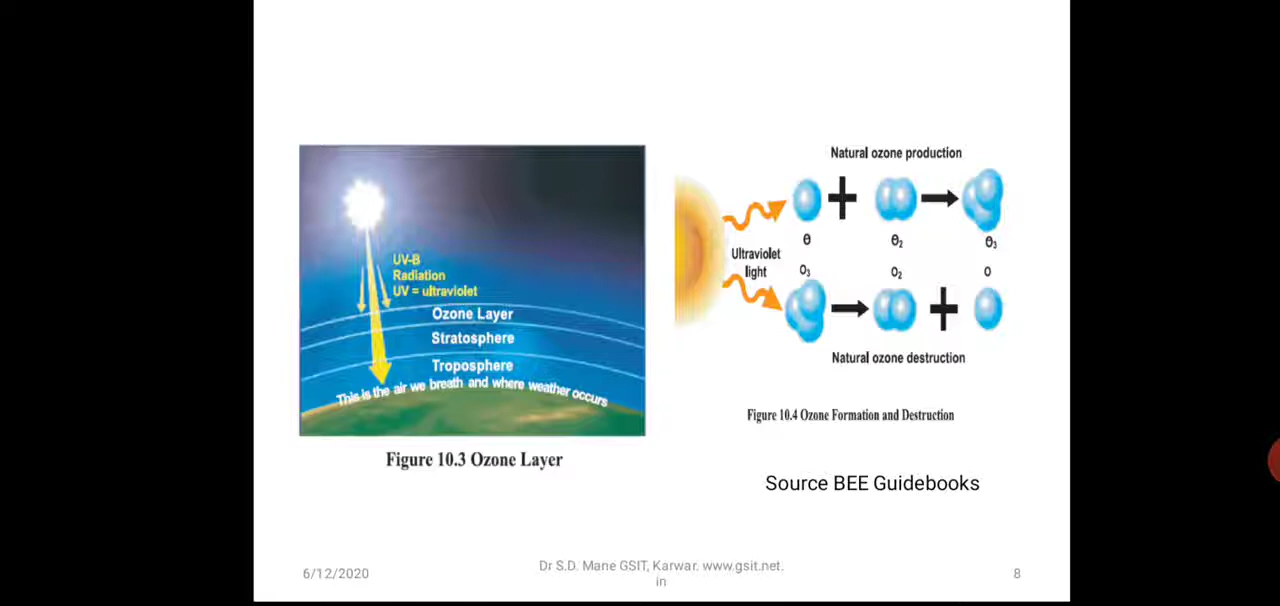 UV-B
Radiation
UV = ultraviolet
Ozone Layer
Stratosphere
Troposphere
This is the air we breath and where weather occurs
Figure 10.3 Ozone Layer
Natural ozone production
Ultraviolet
light
Θ
Θ₂
Θ₃
O₃
O₂
O
Natural ozone destruction
Figure 10.4 Ozone Formation and Destruction
Source BEE Guidebooks
6/12/2020
Dr S.D. Mane GSIT, Karwar. www.gsit.net.
in
8